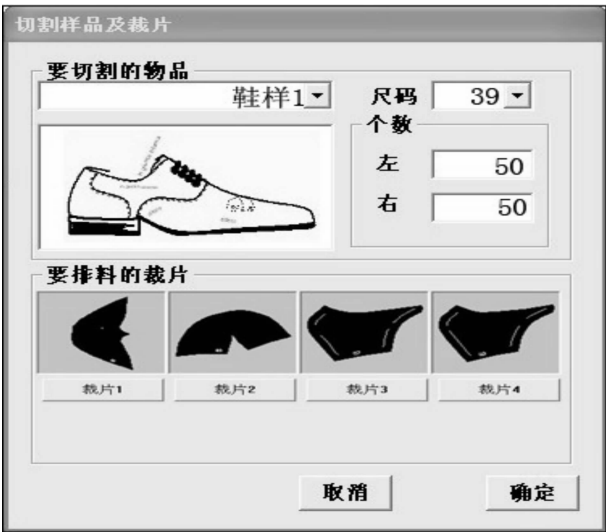 切割样品及裁片
要切割的物品
鞋样1
尺码 39
个数
左 50
右 50
要排料的裁片
裁片1 裁片2 裁片3 裁片4
取消 确定